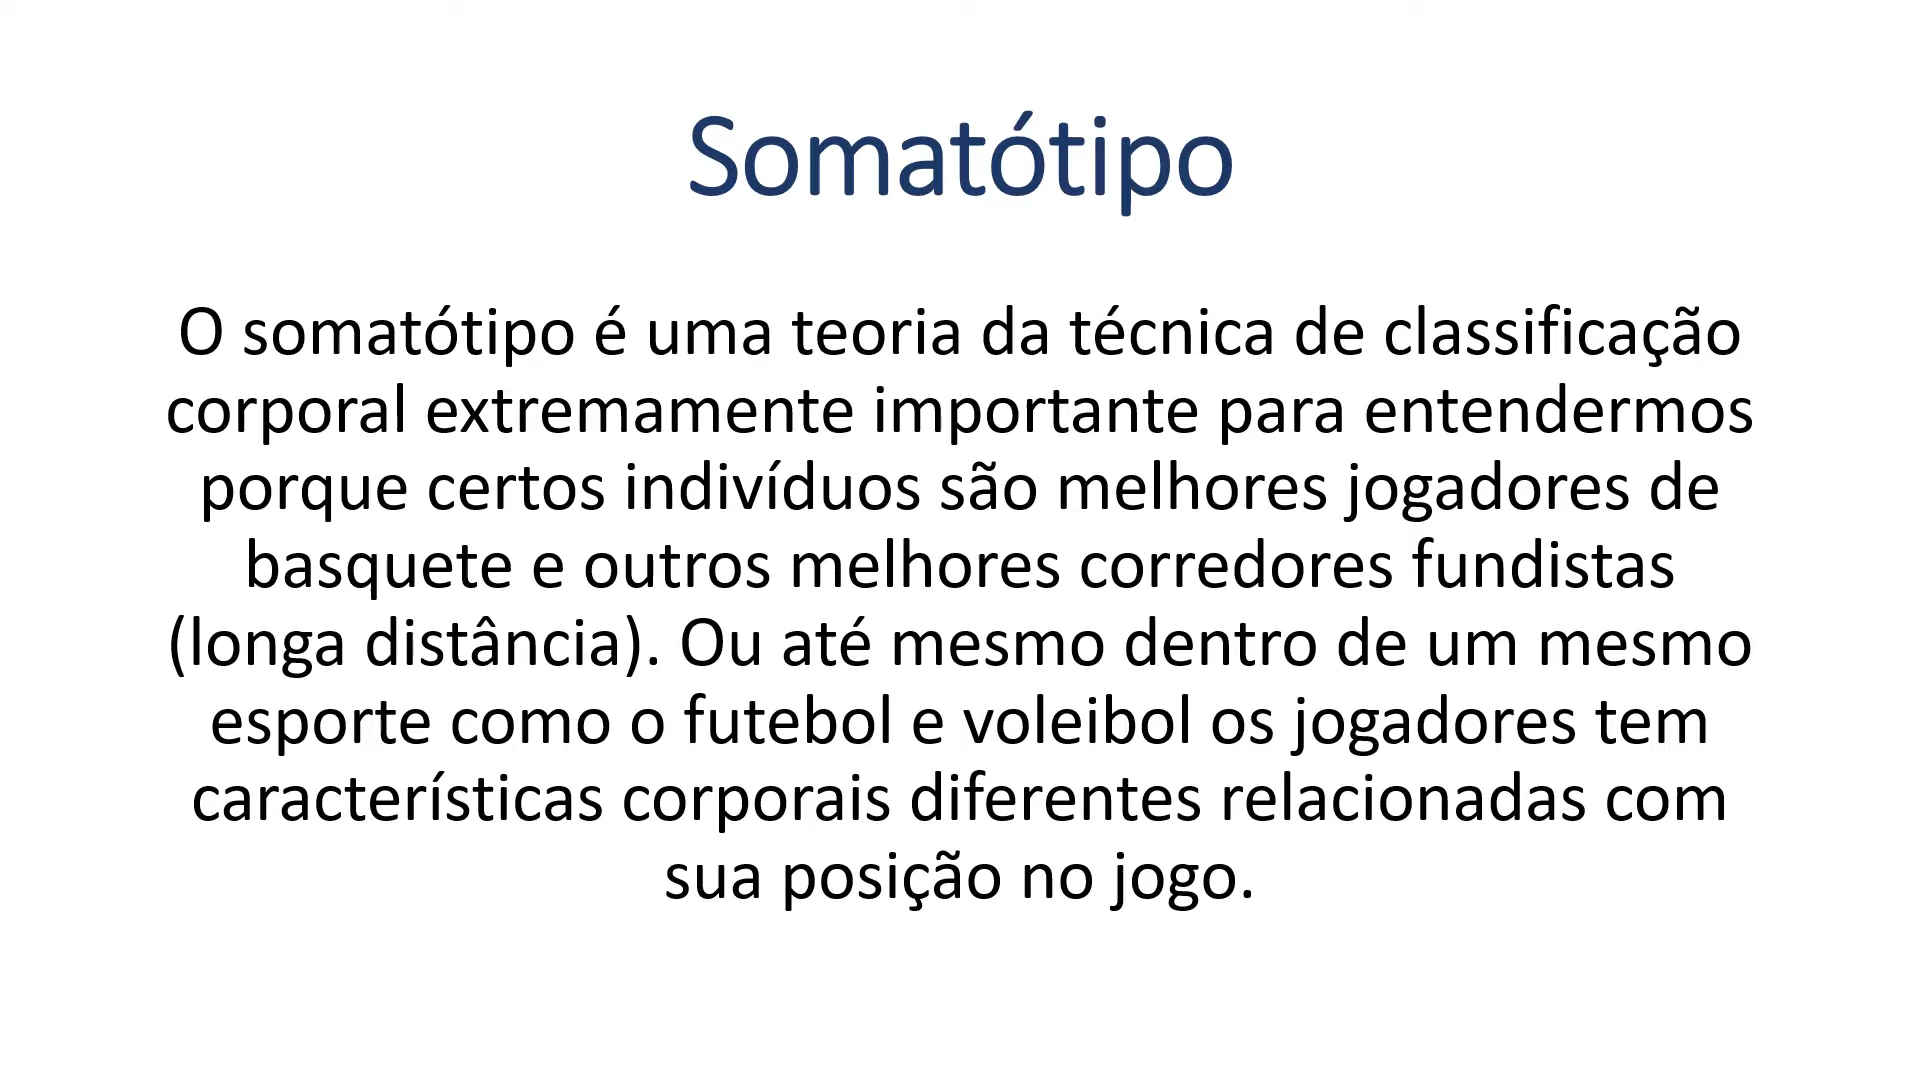 Somatótipo
O somatótipo é uma teoria da técnica de classificação
corporal extremamente importante para entendermos
porque certos indivíduos são melhores jogadores de
basquete e outros melhores corredores fundistas
(longa distância). Ou até mesmo dentro de um mesmo
esporte como o futebol e voleibol os jogadores tem
características corporais diferentes relacionadas com
sua posição no jogo.